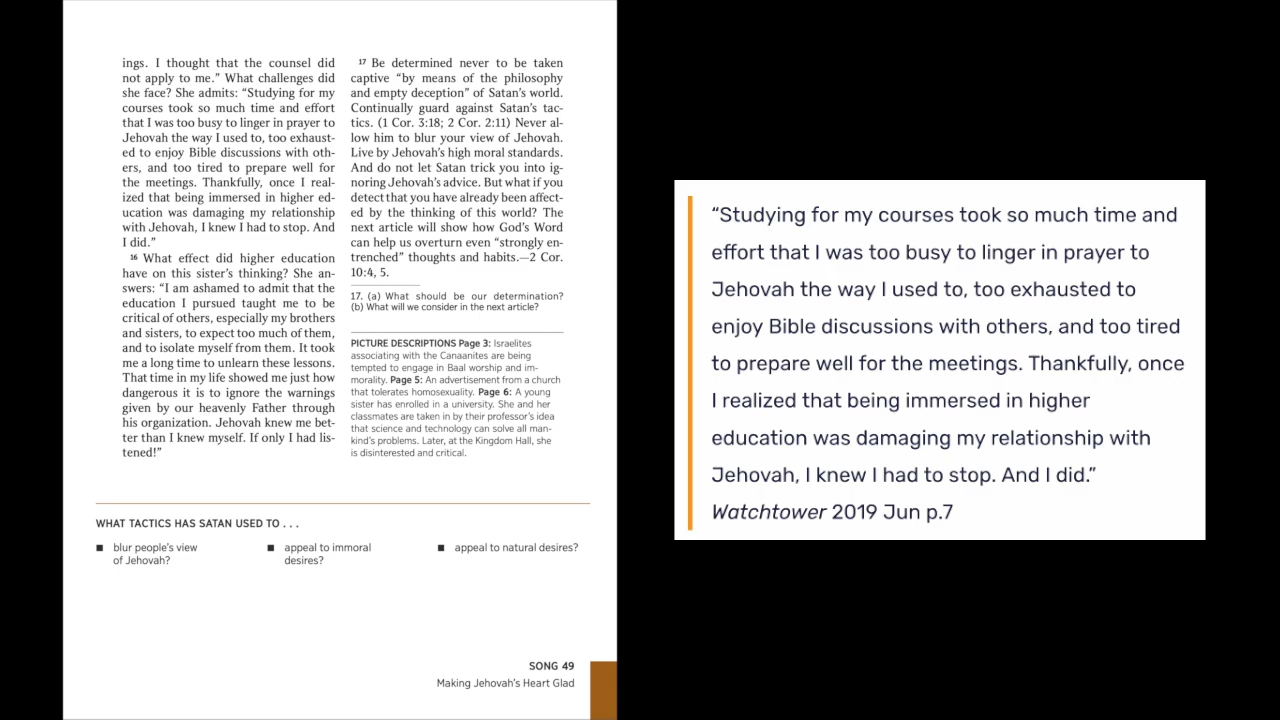 ings. I thought that the counsel did
not apply to me.” What challenges did
she face? She admits: “Studying for my
courses took so much time and effort
that I was too busy to linger in prayer to
Jehovah the way I used to, too exhaust-
ed to enjoy Bible discussions with oth-
ers, and too tired to prepare well for
the meetings. Thankfully, once I real-
ized that being immersed in higher ed-
ucation was damaging my relationship
with Jehovah, I knew I had to stop. And
I did.”
16 What effect did higher education
have on this sister’s thinking? She an-
swers: “I am ashamed to admit that the
education I pursued taught me to be
critical of others, especially my brothers
and sisters, to expect too much of them,
and to isolate myself from them. It took
me a long time to unlearn these lessons.
That time in my life showed me just how
dangerous it is to ignore the warnings
given by our heavenly Father through
his organization. Jehovah knew me bet-
ter than I knew myself. If only I had lis-
tened!”
17 Be determined never to be taken
captive “by means of the philosophy
and empty deception” of Satan’s world.
Continually guard against Satan’s tac-
tics. (1 Cor. 3:18; 2 Cor. 2:11) Never al-
low him to blur your view of Jehovah.
Live by Jehovah’s high moral standards.
And do not let Satan trick you into ig-
noring Jehovah’s advice. But what if you
detect that you have already been affect-
ed by the thinking of this world? The
next article will show how God’s Word
can help us overturn even “strongly en-
trenched” thoughts and habits.—2 Cor.
10:4, 5.
17. (a) What should be our determination?
(b) What will we consider in the next article?
PICTURE DESCRIPTIONS Page 3: Israelites
associating with the Canaanites are being
tempted to engage in Baal worship and im-
morality. Page 5: An advertisement from a church
that tolerates homosexuality. Page 6: A young
sister has enrolled in a university. She and her
classmates are taken in by their professor’s idea
that science and technology can solve all man-
kind’s problems. Later, at the Kingdom Hall, she
is disinterested and critical.
WHAT TACTICS HAS SATAN USED TO . . .
■ blur people’s view
of Jehovah?
■ appeal to immoral
desires?
■ appeal to natural desires?
SONG 49
Making Jehovah’s Heart Glad
“Studying for my courses took so much time and
effort that I was too busy to linger in prayer to
Jehovah the way I used to, too exhausted to
enjoy Bible discussions with others, and too tired
to prepare well for the meetings. Thankfully, once
I realized that being immersed in higher
education was damaging my relationship with
Jehovah, I knew I had to stop. And I did.”
Watchtower 2019 Jun p.7